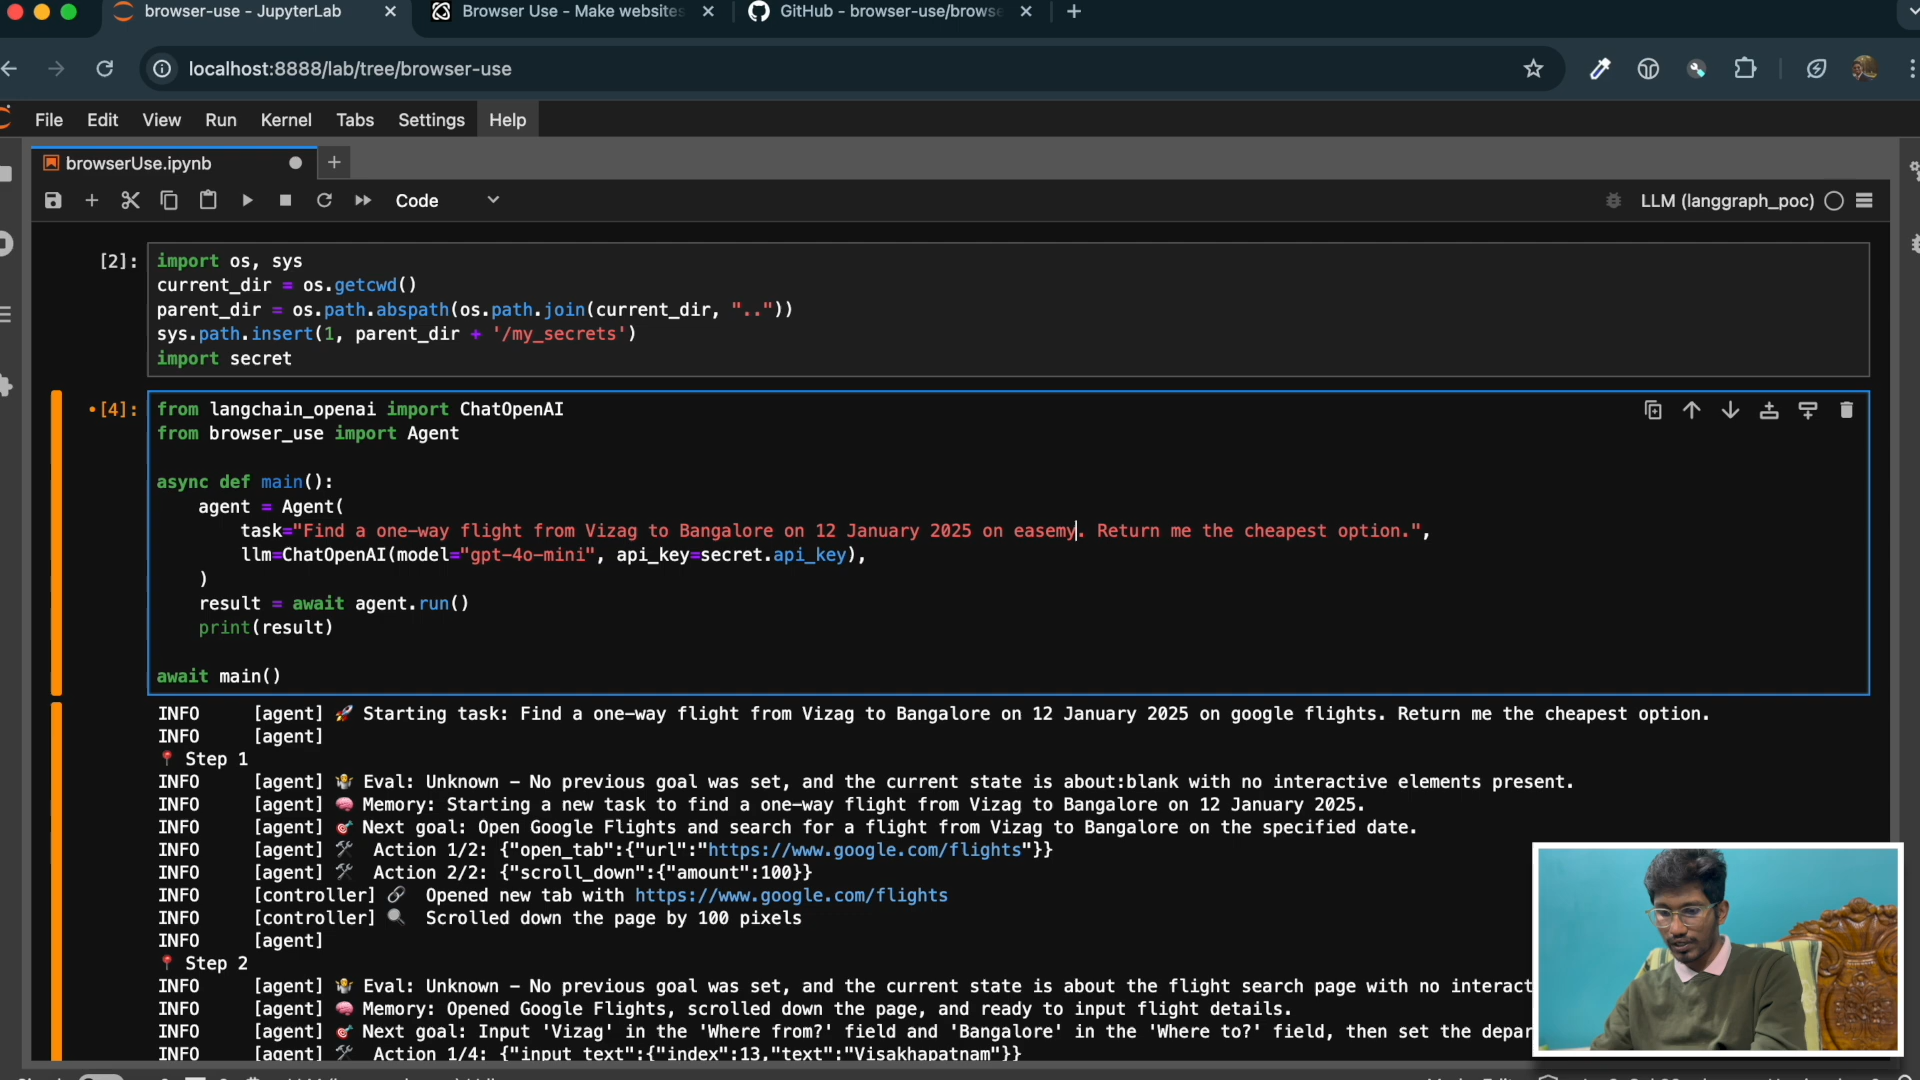 browser-use - JupyterLab
Browser Use - Make websites
GitHub - browser-use/browse
localhost:8888/lab/tree/browser-use
File Edit View Run Kernel Tabs Settings Help
browserUse.ipynb
Code
LLM (langgraph_poc)
[2]:
import os, sys
current_dir = os.getcwd()
parent_dir = os.path.abspath(os.path.join(current_dir, ".."))
sys.path.insert(1, parent_dir + '/my_secrets')
import secret
•[4]:
from langchain_openai import ChatOpenAI
from browser_use import Agent
async def main():
agent = Agent(
task="Find a one-way flight from Vizag to Bangalore on 12 January 2025 on easemy. Return me the cheapest option.",
llm=ChatOpenAI(model="gpt-4o-mini", api_key=secret.api_key),
)
result = await agent.run()
print(result)
await main()
INFO [agent] 🚀 Starting task: Find a one-way flight from Vizag to Bangalore on 12 January 2025 on google flights. Return me the cheapest option.
INFO [agent]
📍 Step 1
INFO [agent] 🤷 Eval: Unknown - No previous goal was set, and the current state is about:blank with no interactive elements present.
INFO [agent] 🧠 Memory: Starting a new task to find a one-way flight from Vizag to Bangalore on 12 January 2025.
INFO [agent] 🎯 Next goal: Open Google Flights and search for a flight from Vizag to Bangalore on the specified date.
INFO [agent] 🛠️ Action 1/2: {"open_tab":{"url":"https://www.google.com/flights"}}
INFO [agent] 🛠️ Action 2/2: {"scroll_down":{"amount":100}}
INFO [controller] 🔗 Opened new tab with https://www.google.com/flights
INFO [controller] 🔍 Scrolled down the page by 100 pixels
INFO [agent]
📍 Step 2
INFO [agent] 🤷 Eval: Unknown - No previous goal was set, and the current state is about the flight search page with no interact
INFO [agent] 🧠 Memory: Opened Google Flights, scrolled down the page, and ready to input flight details.
INFO [agent] 🎯 Next goal: Input 'Vizag' in the 'Where from?' field and 'Bangalore' in the 'Where to?' field, then set the depar
INFO [agent] 🛠️ Action 1/4: {"input_text":{"index":13,"text":"Visakhapatnam"}}